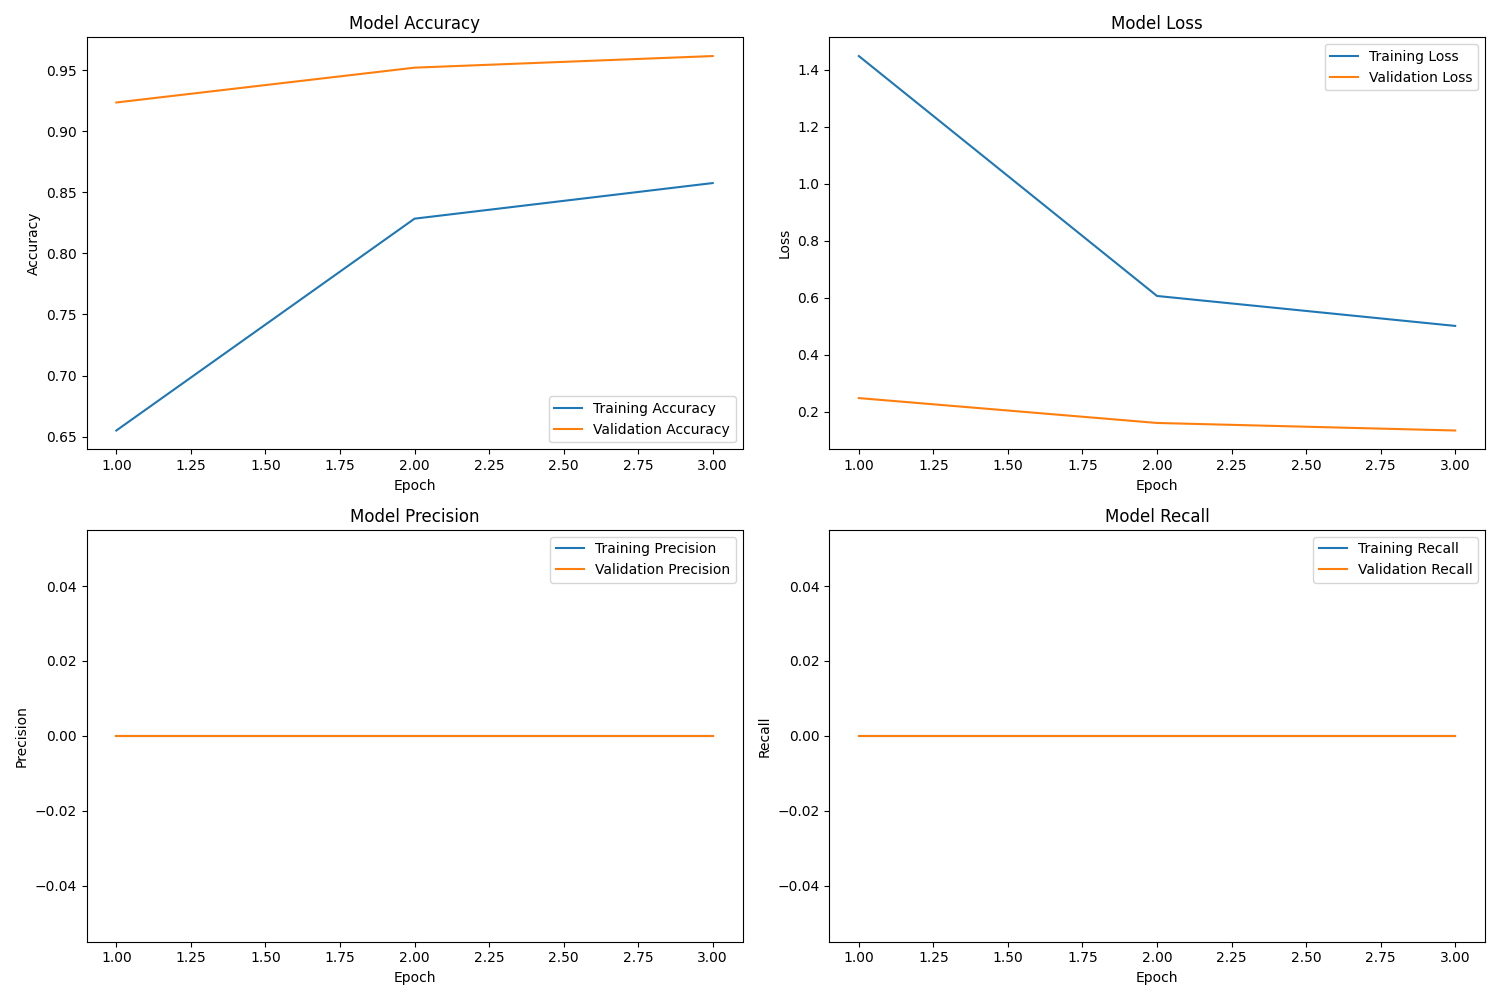 Model Accuracy
Accuracy
0.95
0.90
0.85
0.80
0.75
0.70
0.65
Training Accuracy
Validation Accuracy
1.00 1.25 1.50 1.75 2.00 2.25 2.50 2.75 3.00
Epoch
Model Loss
Loss
1.4
1.2
1.0
0.8
0.6
0.4
0.2
Training Loss
Validation Loss
1.00 1.25 1.50 1.75 2.00 2.25 2.50 2.75 3.00
Epoch
Model Precision
Precision
0.04
0.02
0.00
−0.02
−0.04
Training Precision
Validation Precision
1.00 1.25 1.50 1.75 2.00 2.25 2.50 2.75 3.00
Epoch
Model Recall
Recall
0.04
0.02
0.00
−0.02
−0.04
Training Recall
Validation Recall
1.00 1.25 1.50 1.75 2.00 2.25 2.50 2.75 3.00
Epoch